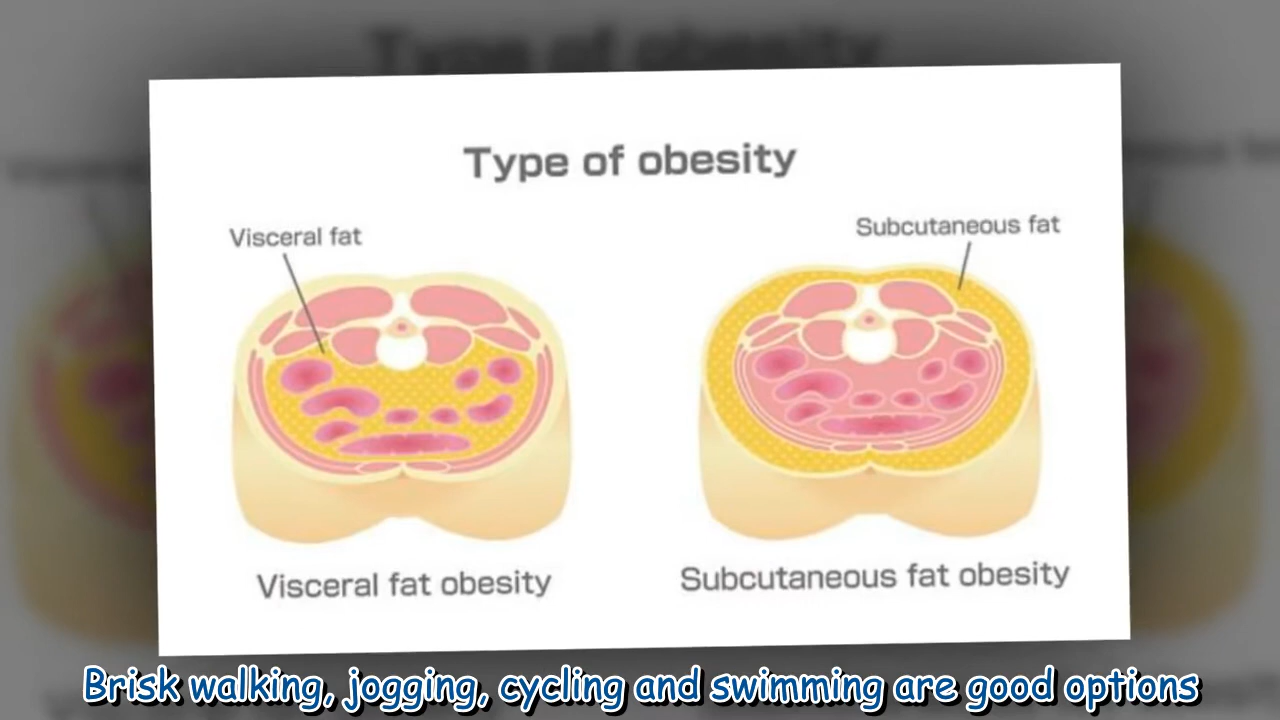 Type of obesity
Visceral fat
Subcutaneous fat
Visceral fat obesity
Subcutaneous fat obesity
Brisk walking, jogging, cycling and swimming are good options